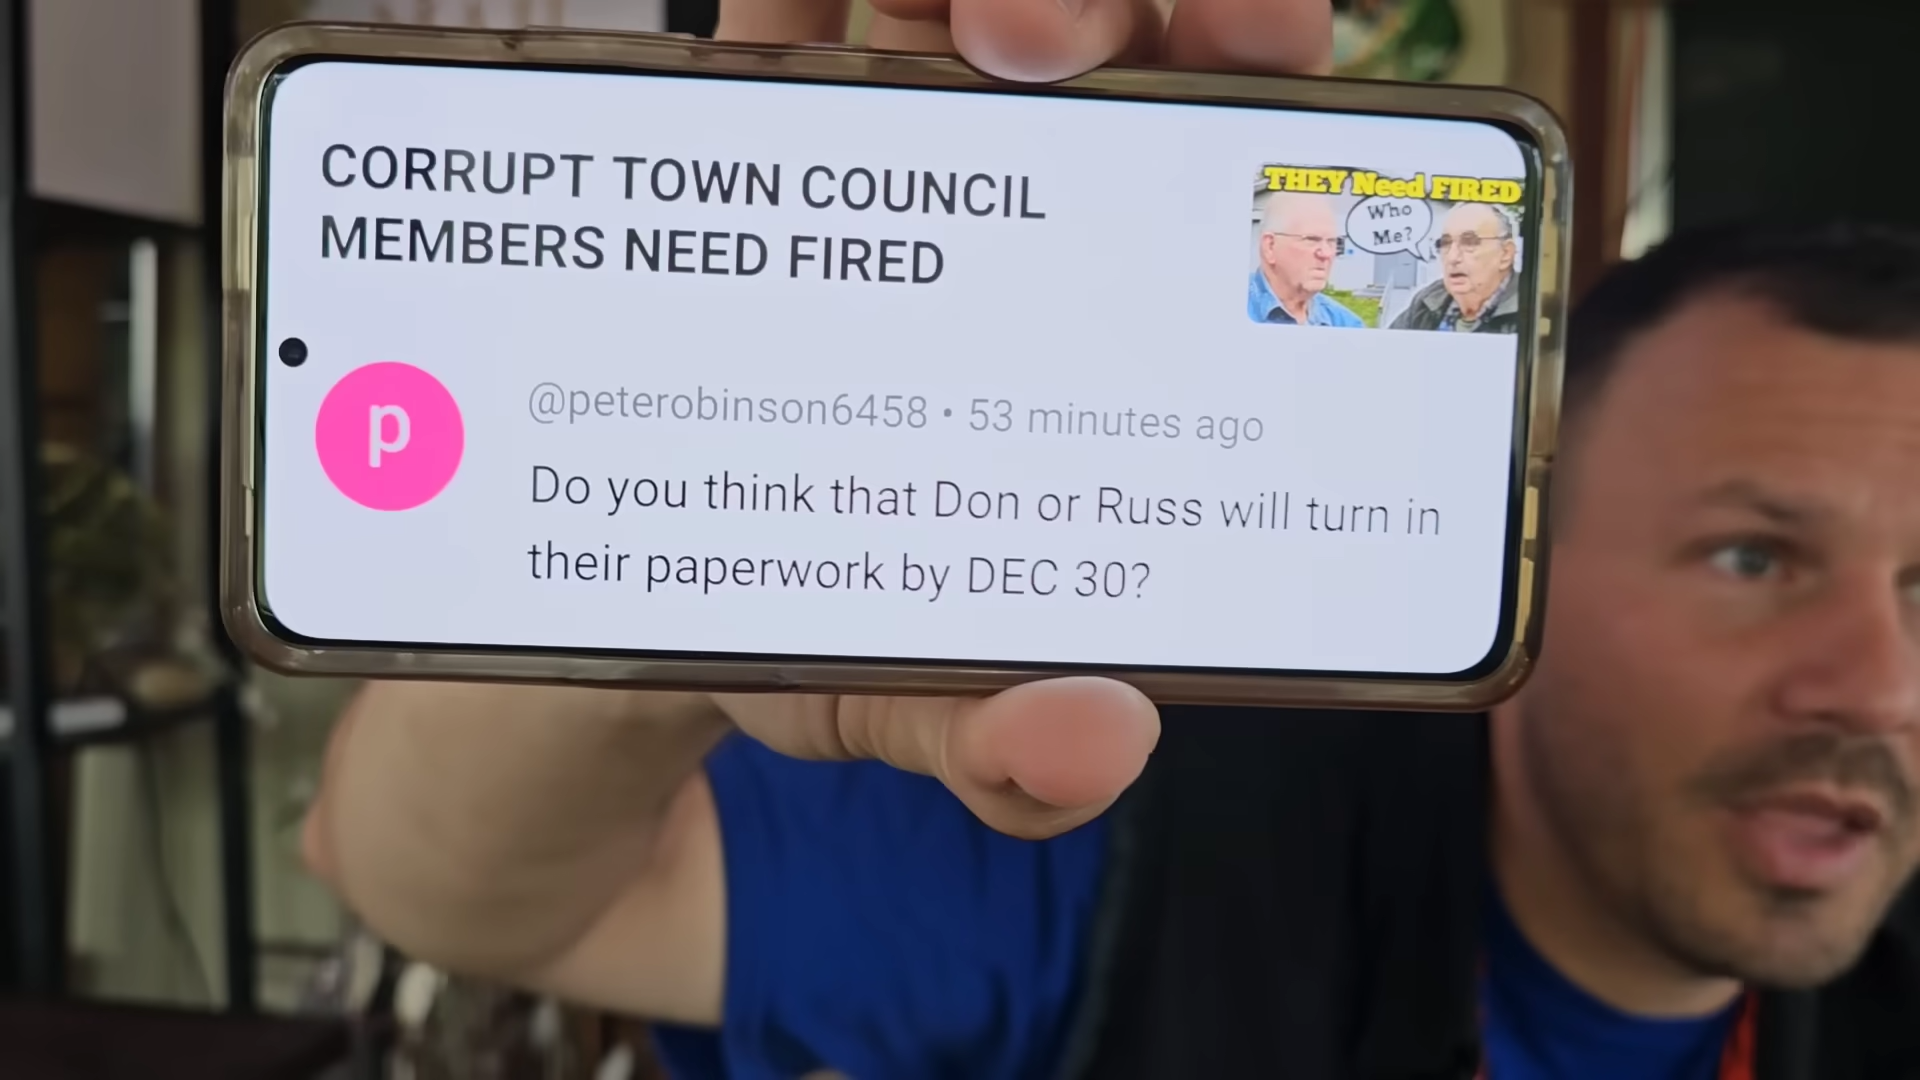 CORRUPT TOWN COUNCIL
MEMBERS NEED FIRED
THEY Need FIRED
Who
Me?
p
@peterobinson6458 • 53 minutes ago
Do you think that Don or Russ will turn in
their paperwork by DEC 30?